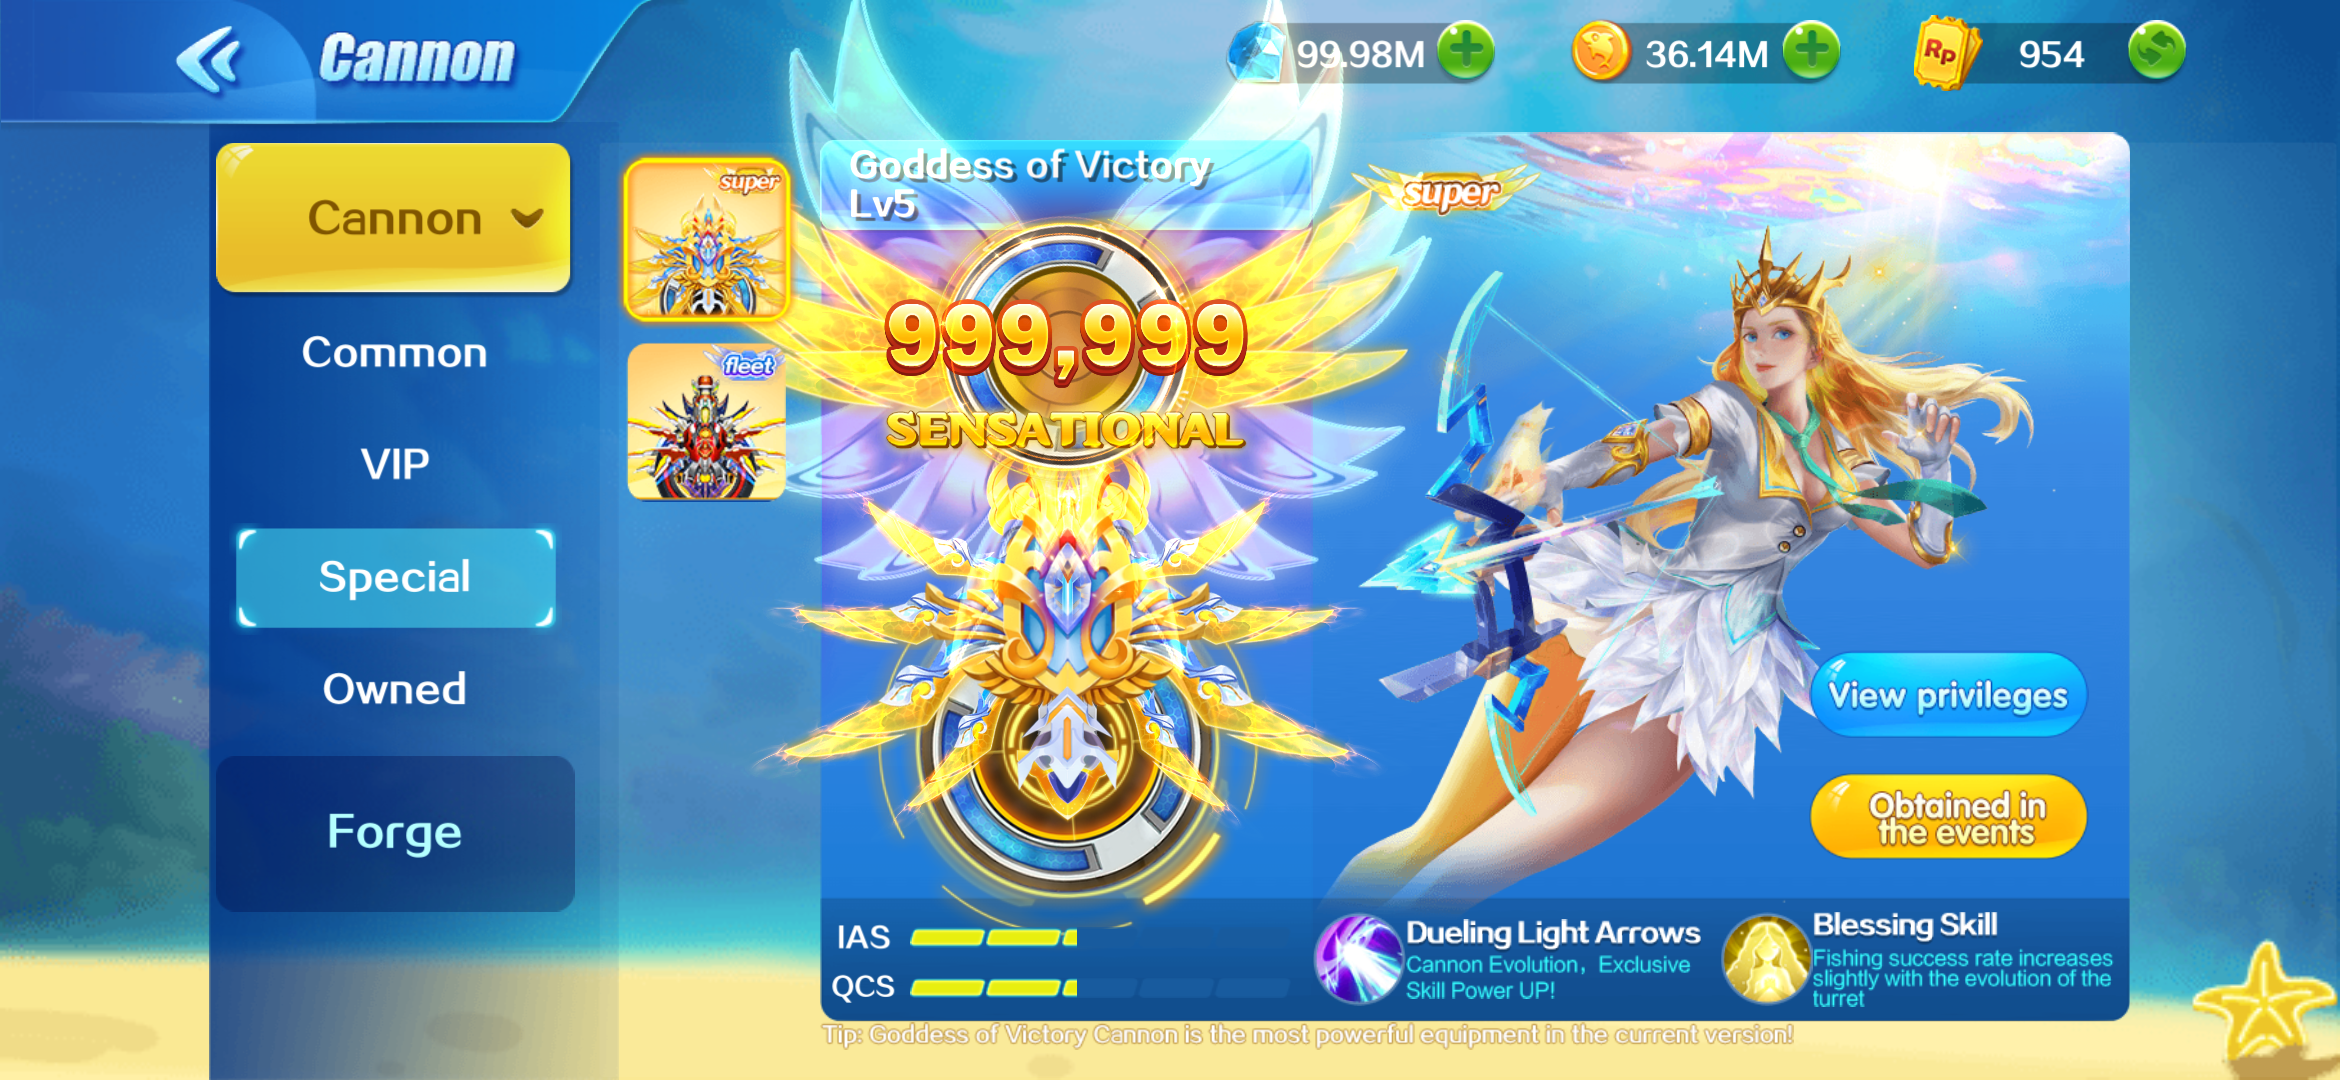 Cannon
99.98M
36.14M
Rp
954
Cannon
Common
VIP
Special
Owned
Forge
super
fleet
Goddess of Victory
Lv5
999,999
SENSATIONAL
super
View privileges
Obtained in
the events
IAS
QCS
Dueling Light Arrows
Cannon Evolution, Exclusive
Skill Power UP!
Blessing Skill
Fishing success rate increases
slightly with the evolution of the
turret
Tip: Goddess of Victory Cannon is the most powerful equipment in the current version!